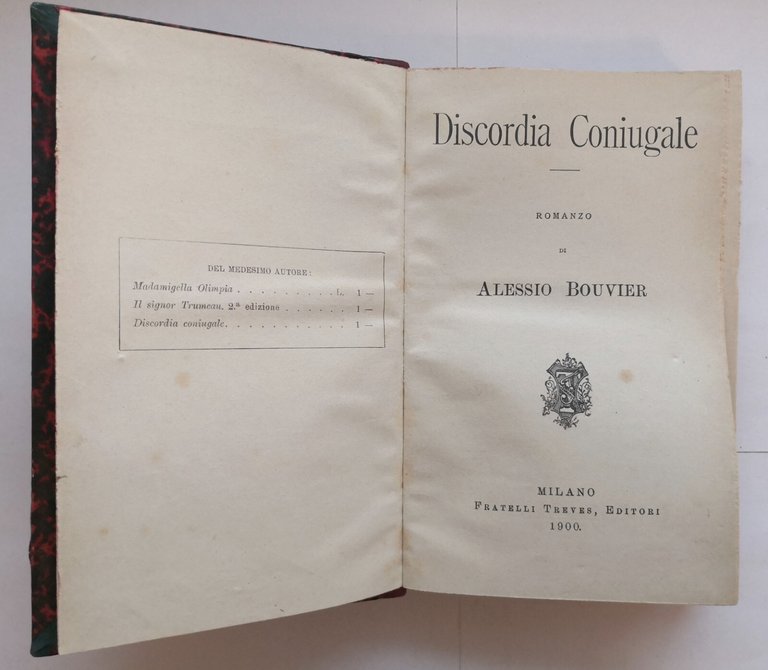 DEL MEDESIMO AUTORE:
Madamigella Olimpia . . . . . . . . . . L. 1 —
Il signor Trumeau. 2.ª edizione . . . . . . 1 —
Discordia coniugale. . . . . . . . . . . . 1 —
Discordia Coniugale
ROMANZO
DI
ALESSIO BOUVIER
MILANO
FRATELLI TREVES, EDITORI
1900.